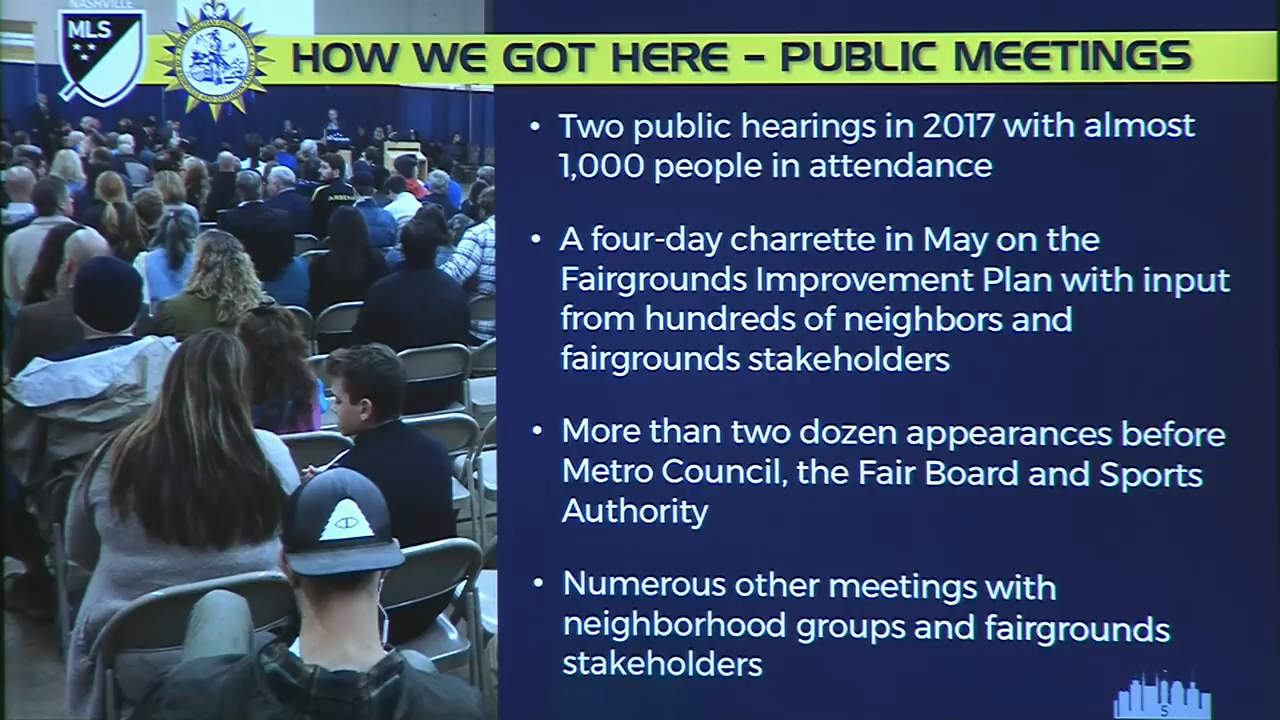 NASHVILLE
MLS
HOW WE GOT HERE – PUBLIC MEETINGS
• Two public hearings in 2017 with almost
1,000 people in attendance
• A four-day charrette in May on the
Fairgrounds Improvement Plan with input
from hundreds of neighbors and
fairgrounds stakeholders
• More than two dozen appearances before
Metro Council, the Fair Board and Sports
Authority
• Numerous other meetings with
neighborhood groups and fairgrounds
stakeholders
5